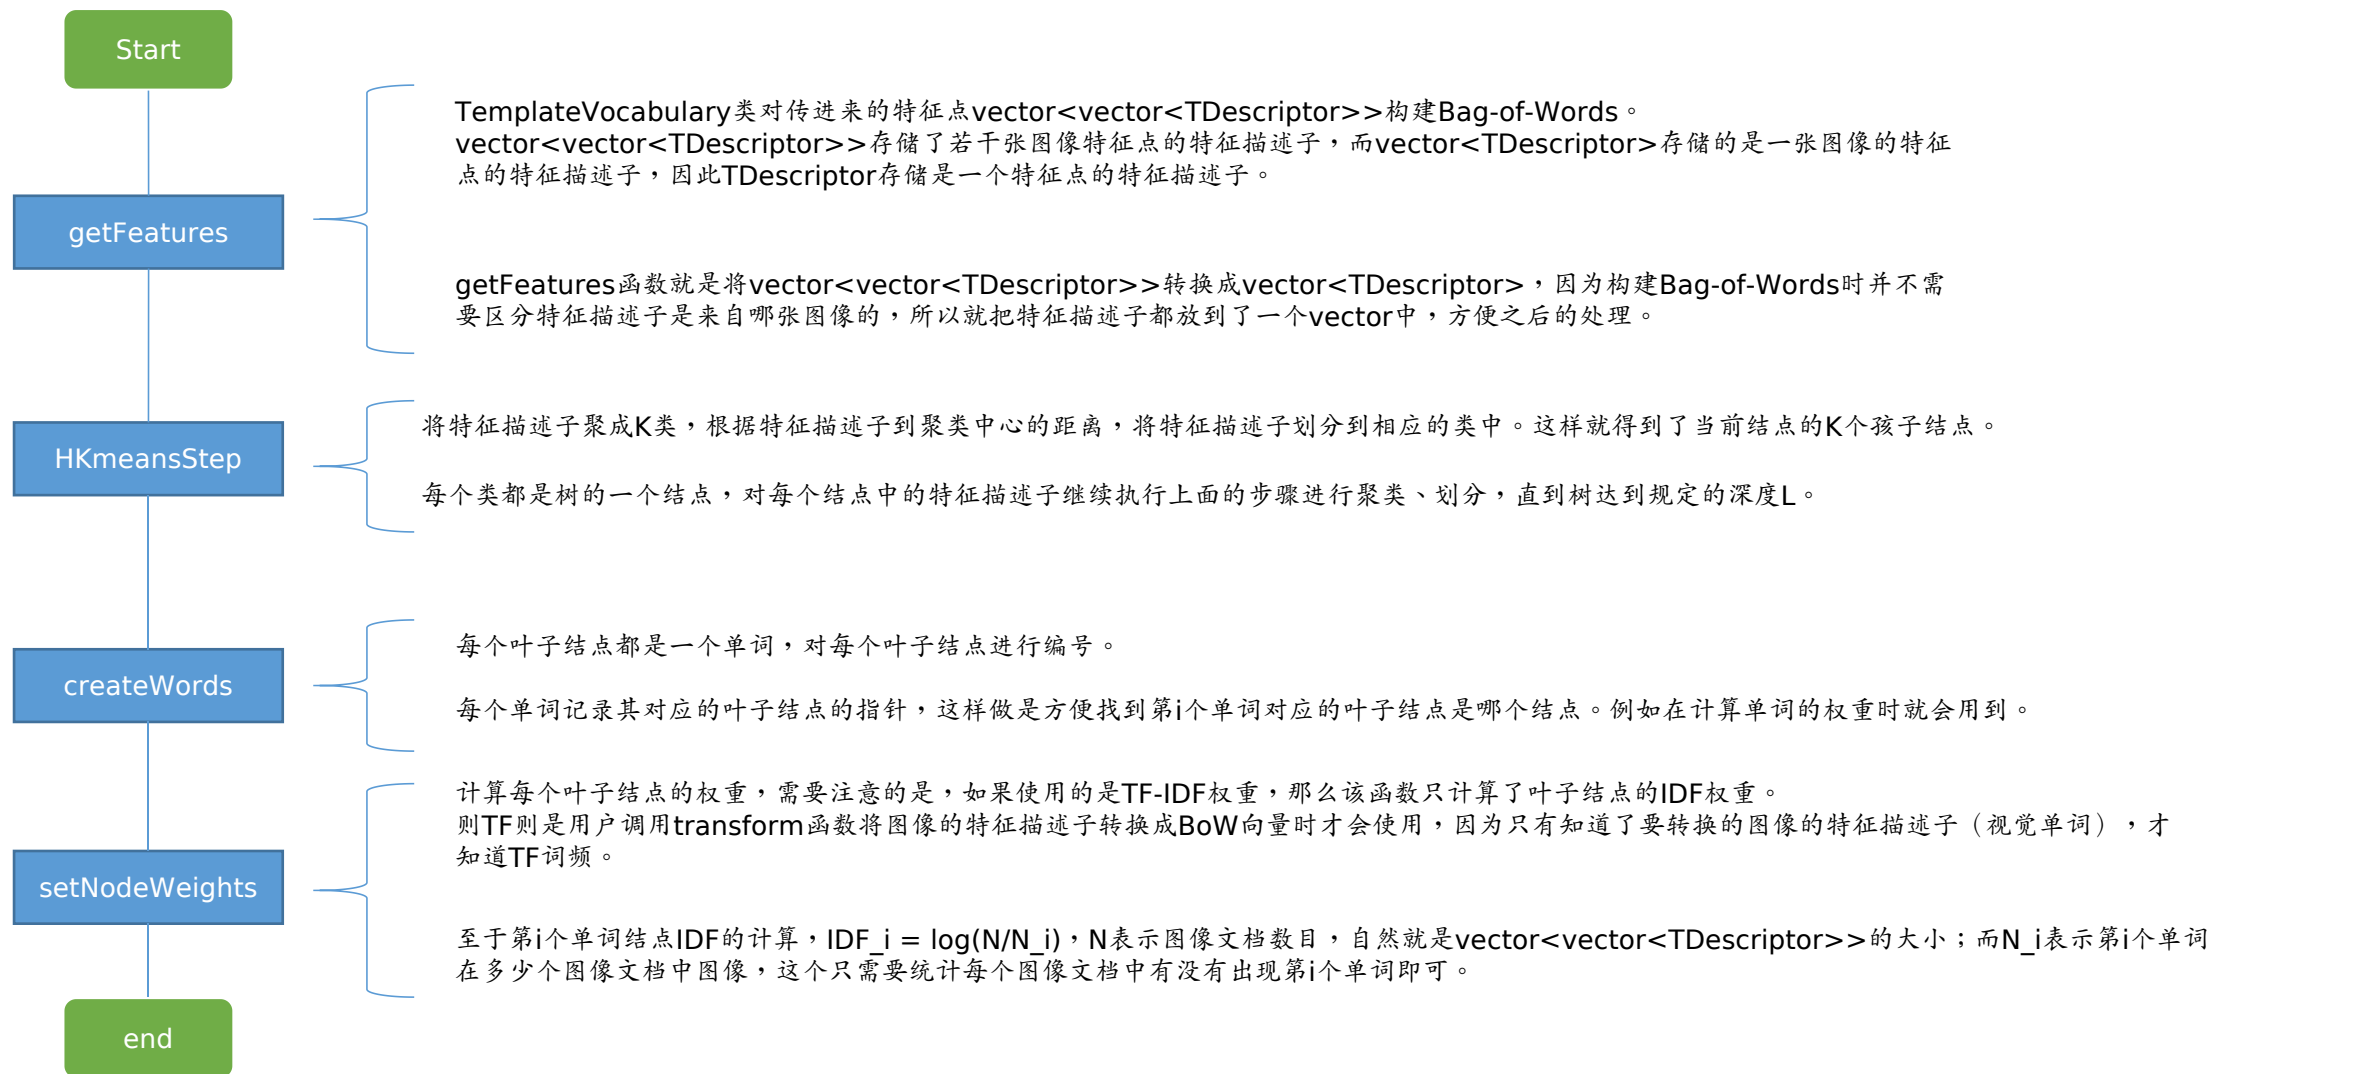 Start
TemplateVocabulary类对传进来的特征点vector<vector<TDescriptor>>构建Bag-of-Words。
vector<vector<TDescriptor>>存储了若干张图像特征点的特征描述子，而vector<TDescriptor>存储的是一张图像的特征
点的特征描述子，因此TDescriptor存储是一个特征点的特征描述子。
getFeatures
getFeatures函数就是将vector<vector<TDescriptor>>转换成vector<TDescriptor>，因为构建Bag-of-Words时并不需
要区分特征描述子是来自哪张图像的，所以就把特征描述子都放到了一个vector中，方便之后的处理。
HKmeansStep
将特征描述子聚成K类，根据特征描述子到聚类中心的距离，将特征描述子划分到相应的类中。这样就得到了当前结点的K个孩子结点。
每个类都是树的一个结点，对每个结点中的特征描述子继续执行上面的步骤进行聚类、划分，直到树达到规定的深度L。
createWords
每个叶子结点都是一个单词，对每个叶子结点进行编号。
每个单词记录其对应的叶子结点的指针，这样做是方便找到第i个单词对应的叶子结点是哪个结点。例如在计算单词的权重时就会用到。
setNodeWeights
计算每个叶子结点的权重，需要注意的是，如果使用的是TF-IDF权重，那么该函数只计算了叶子结点的IDF权重。
则TF则是用户调用transform函数将图像的特征描述子转换成BoW向量时才会使用，因为只有知道了要转换的图像的特征描述子（视觉单词），才
知道TF词频。
至于第i个单词结点IDF的计算，IDF_i = log(N/N_i)，N表示图像文档数目，自然就是vector<vector<TDescriptor>>的大小；而N_i表示第i个单词
在多少个图像文档中图像，这个只需要统计每个图像文档中有没有出现第i个单词即可。
end